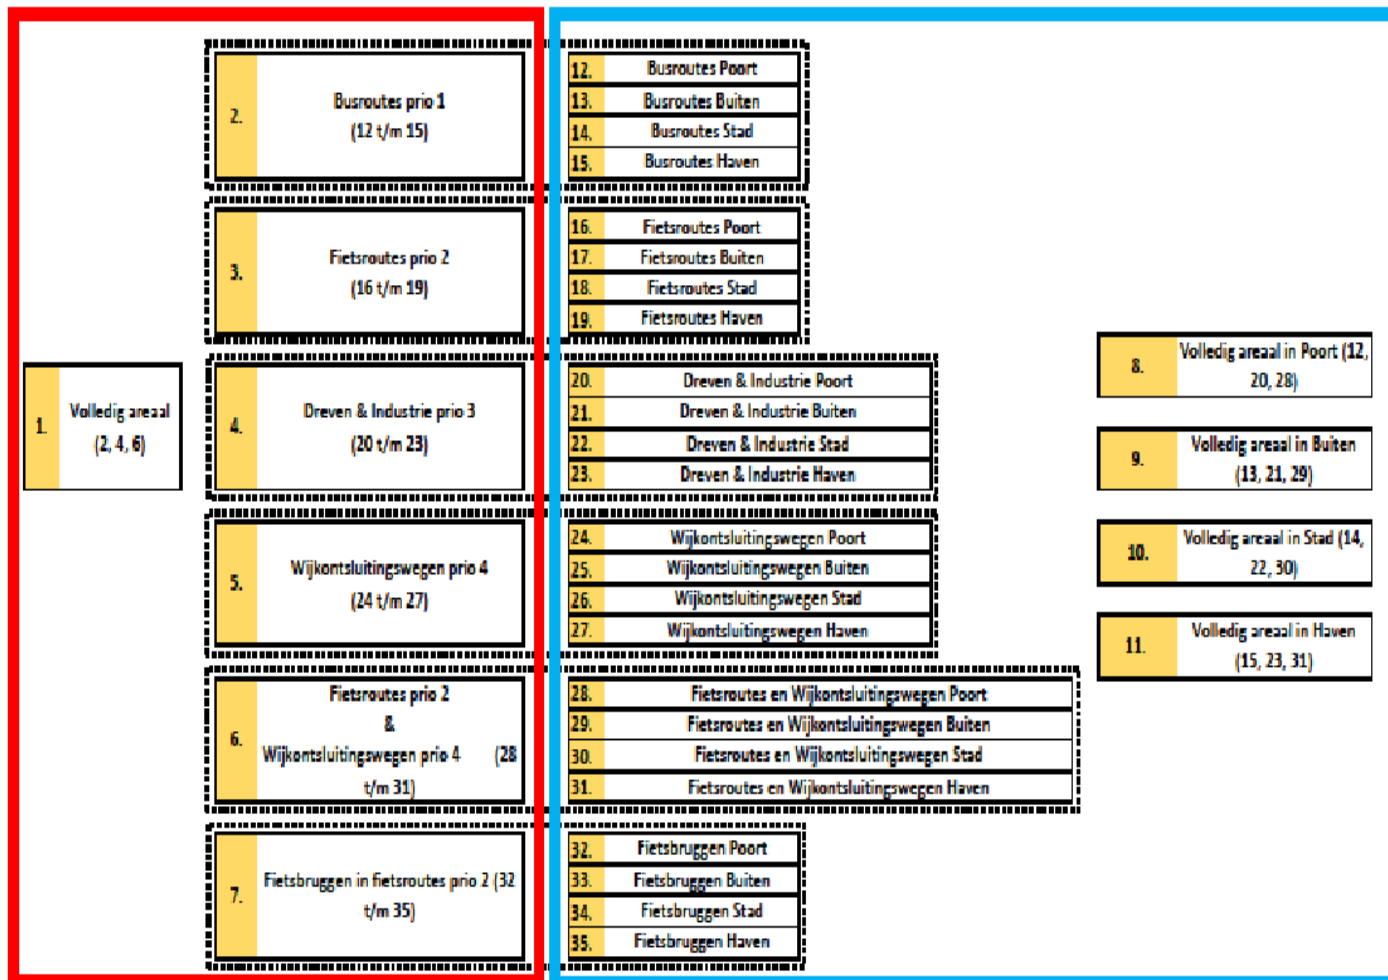 1.
Volledig areaal
(2, 4, 6)
2.
Busroutes prio 1
(12 t/m 15)
3.
Fietsroutes prio 2
(16 t/m 19)
4.
Dreven & Industrie prio 3
(20 t/m 23)
5.
Wijkontsluitingswegen prio 4
(24 t/m 27)
6.
Fietsroutes prio 2
&
Wijkontsluitingswegen prio 4 (28
t/m 31)
7.
Fietsbruggen in fietsroutes prio 2 (32
t/m 35)
12. Busroutes Poort
13. Busroutes Buiten
14. Busroutes Stad
15. Busroutes Haven
16. Fietsroutes Poort
17. Fietsroutes Buiten
18. Fietsroutes Stad
19. Fietsroutes Haven
20. Dreven & Industrie Poort
21. Dreven & Industrie Buiten
22. Dreven & Industrie Stad
23. Dreven & Industrie Haven
24. Wijkontsluitingswegen Poort
25. Wijkontsluitingswegen Buiten
26. Wijkontsluitingswegen Stad
27. Wijkontsluitingswegen Haven
28. Fietsroutes en Wijkontsluitingswegen Poort
29. Fietsroutes en Wijkontsluitingswegen Buiten
30. Fietsroutes en Wijkontsluitingswegen Stad
31. Fietsroutes en Wijkontsluitingswegen Haven
32. Fietsbruggen Poort
33. Fietsbruggen Buiten
34. Fietsbruggen Stad
35. Fietsbruggen Haven
8.
Volledig areaal in Poort (12,
20, 28)
9.
Volledig areaal in Buiten
(13, 21, 29)
10.
Volledig areaal in Stad (14,
22, 30)
11.
Volledig areaal in Haven
(15, 23, 31)